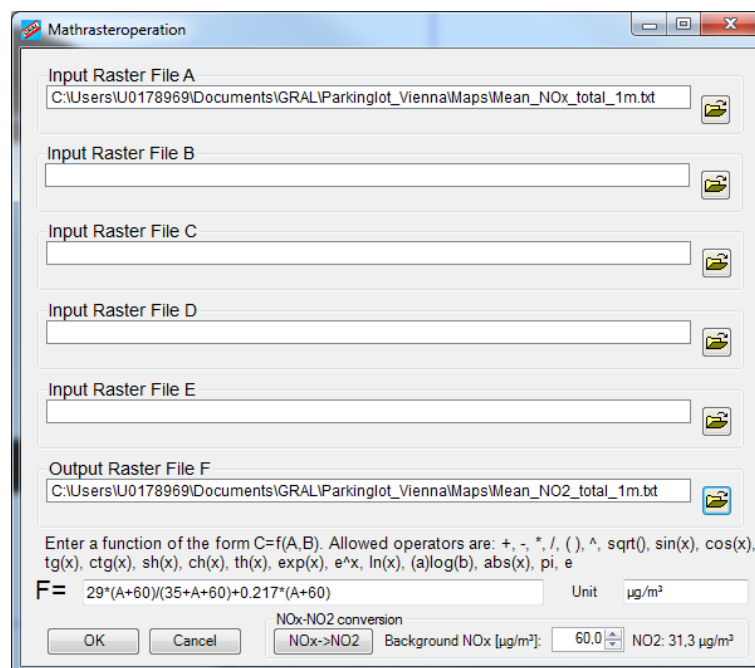 Mathrasteroperation
Input Raster File A
C:\Users\U0178969\Documents\GRAL\Parkinglot_Vienna\Maps\Mean_NOx_total_1m.txt
Input Raster File B
Input Raster File C
Input Raster File D
Input Raster File E
Output Raster File F
C:\Users\U0178969\Documents\GRAL\Parkinglot_Vienna\Maps\Mean_NO2_total_1m.txt
Enter a function of the form C=f(A,B). Allowed operators are: +, -, *, /, ( ), ^, sqrt(), sin(x), cos(x),
tg(x), ctg(x), sh(x), ch(x), th(x), exp(x), e^x, ln(x), (a)log(b), abs(x), pi, e
F= 29*(A+60)/(35+A+60)+0.217*(A+60) Unit µg/m³
NOx-NO2 conversion
OK Cancel NOx->NO2 Background NOx [µg/m³]: 60,0 NO2: 31,3 µg/m³